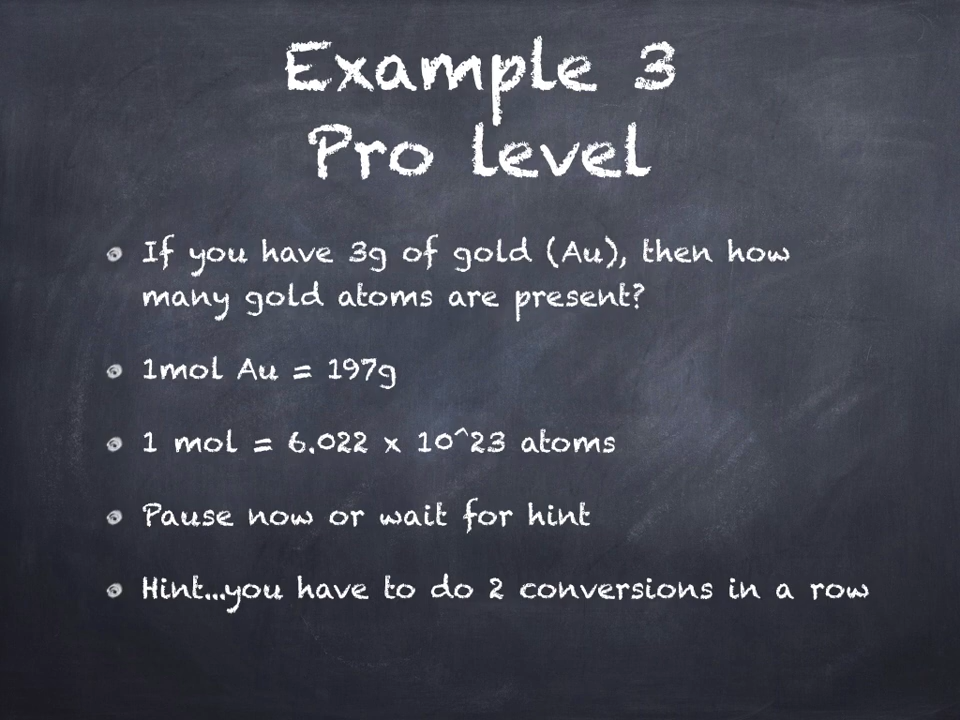 Example 3
Pro level
If you have 3g of gold (Au), then how
many gold atoms are present?
1mol Au = 197g
1 mol = 6.022 x 10^23 atoms
Pause now or wait for hint
Hint...you have to do 2 conversions in a row